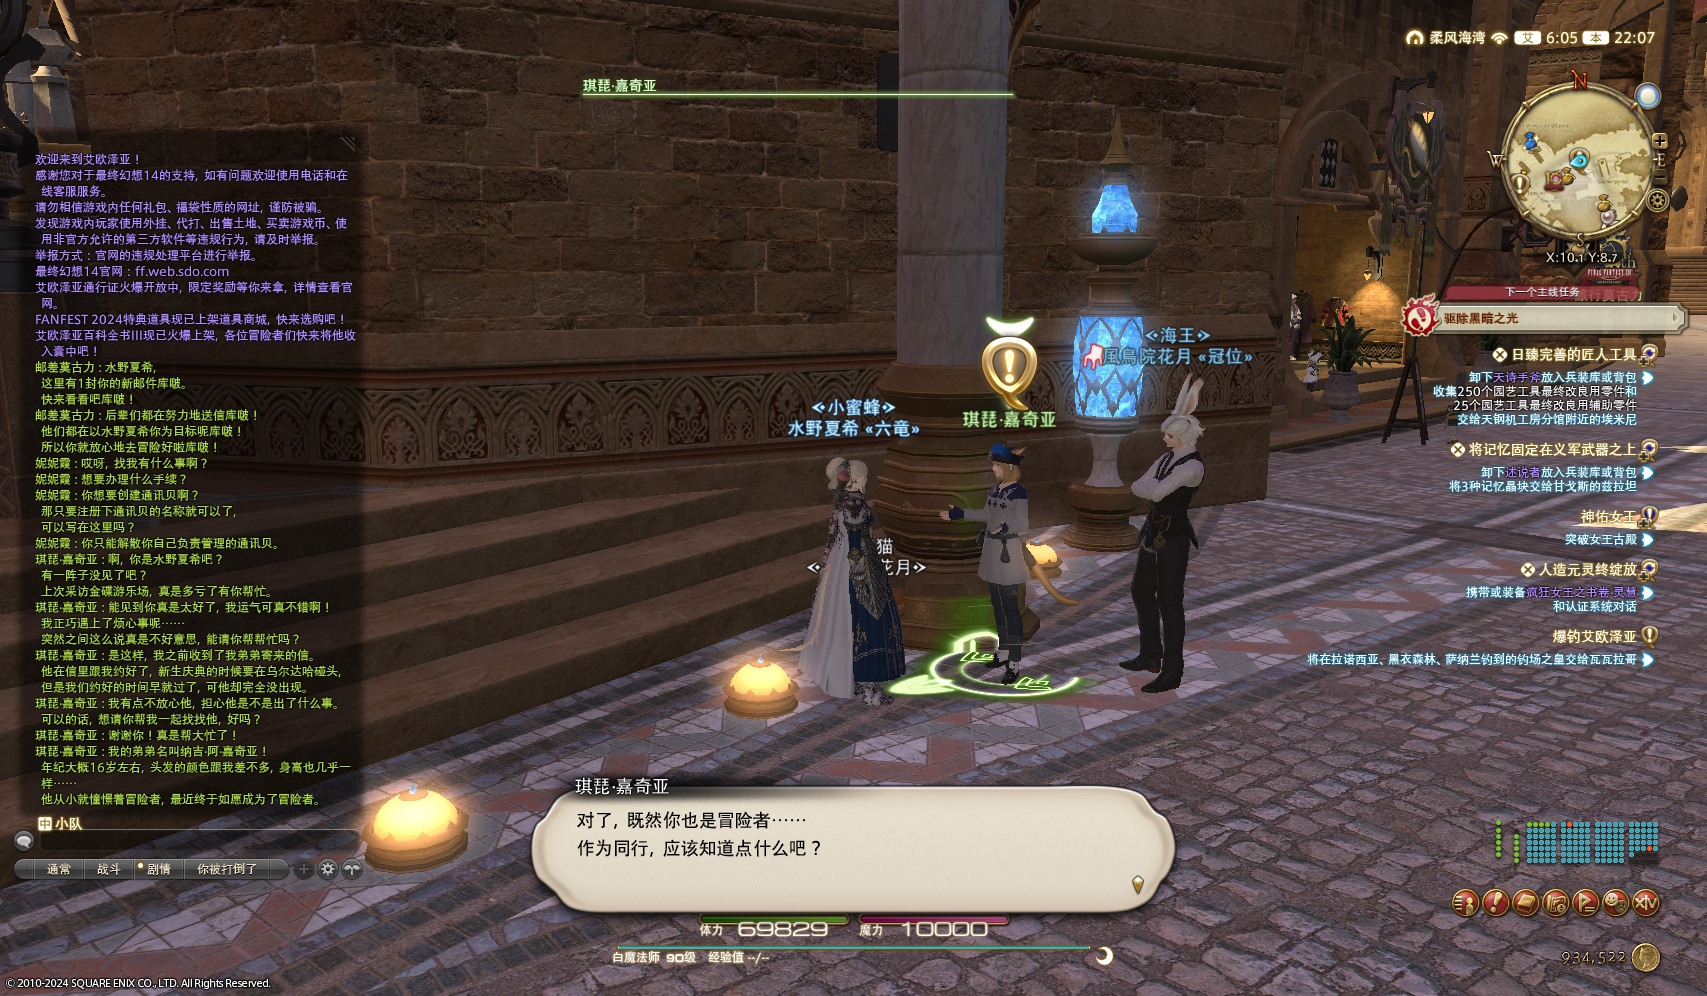 柔风海湾 艾 6:05 本 22:07
琪琵·嘉奇亚
N
W
E
S
X:10.1 Y:8.7
下一个主线任务
驱除黑暗之光
欢迎来到艾欧泽亚！
感谢您对于最终幻想14的支持, 如有问题欢迎使用电话和在
线客服服务。
请勿相信游戏内任何礼包、福袋性质的网址, 谨防被骗。
发现游戏内玩家使用外挂、代打、出售土地、买卖游戏币、使
用非官方允许的第三方软件等违规行为, 请及时举报。
举报方式：官网的违规处理平台进行举报。
最终幻想14官网：ff.web.sdo.com
艾欧泽亚通行证火爆开放中, 限定奖励等你来拿, 详情查看官
网。
FANFEST 2024特典道具现已上架道具商城, 快来选购吧！
艾欧泽亚百科全书III现已火爆上架, 各位冒险者们快来将他收
入囊中吧！
邮差莫古力：水野夏希,
这里有1封你的新邮件库啵。
快来看看吧库啵！
邮差莫古力：后辈们都在努力地送信库啵！
他们都在以水野夏希你为目标呢库啵！
所以你就放心地去冒险好啦库啵！
妮妮霞：哎呀, 找我有什么事啊？
妮妮霞：想要办理什么手续？
妮妮霞：你想要创建通讯贝啊？
那只要注册下通讯贝的名称就可以了,
可以写在这里吗？
妮妮霞：你只能解散你自己负责管理的通讯贝。
琪琵·嘉奇亚：啊, 你是水野夏希吧？
有一阵子没见了吧？
上次采访金碟游乐场, 真是多亏了有你帮忙。
琪琵·嘉奇亚：能见到你真是太好了, 我运气可真不错啊！
我正巧遇上了烦心事呢……
突然之间这么说真是不好意思, 能请你帮帮忙吗？
琪琵·嘉奇亚：是这样, 我之前收到了我弟弟寄来的信。
他在信里跟我约好了, 新生庆典的时候要在乌尔达哈碰头,
但是我们约好的时间早就过了, 可他却完全没出现。
琪琵·嘉奇亚：我有点不放心他, 担心他是不是出了什么事。
可以的话, 想请你帮我一起找找他, 好吗？
琪琵·嘉奇亚：谢谢你！真是帮大忙了！
琪琵·嘉奇亚：我的弟弟名叫纳吉·阿·嘉奇亚！
年纪大概16岁左右, 头发的颜色跟我差不多, 身高也几乎一
样……
他从小就憧憬着冒险者, 最近终于如愿成为了冒险者。
中 小队
通常 战斗 剧情 你被打倒了
«海王»
風鳥院花月 «冠位»
琪琵·嘉奇亚
«小蜜蜂»
水野夏希 «六竜»
猫
花月
日臻完善的匠人工具
卸下天诗手斧放入兵装库或背包
收集250个园艺工具最终改良用零件和
25个园艺工具最终改良用辅助零件
交给天钢机工房分馆附近的埃米尼
将记忆固定在义军武器之上
卸下述说者放入兵装库或背包
将3种记忆晶块交给甘戈斯的兹拉坦
神佑女王
突破女王古殿
人造元灵终绽放
携带或装备疯狂女王之书卷·灵慧
和认证系统对话
爆钓艾欧泽亚
将在拉诺西亚、黑衣森林、萨纳兰钓到的钓场之皇交给瓦瓦拉哥
琪琵·嘉奇亚
对了, 既然你也是冒险者……
作为同行, 应该知道点什么吧？
体力 69829 魔力 10000
白魔法师 90级 经验值 --/--
XIV
934,522
© 2010-2024 SQUARE ENIX CO., LTD. All Rights Reserved.